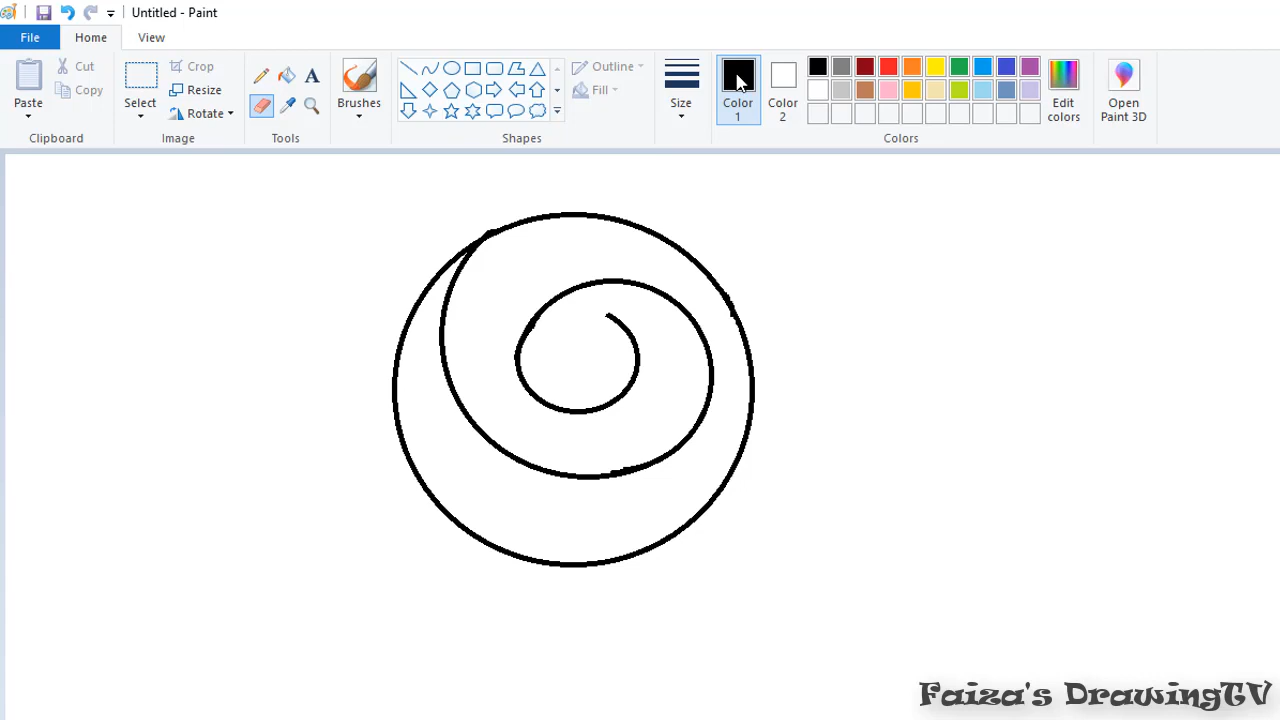 Untitled - Paint
File Home View
Paste
Cut
Copy
Clipboard
Select
Crop
Resize
Rotate
Image
A
Tools
Brushes
Outline
Fill
Shapes
Size
Color 1
Color 2
Edit colors
Colors
Open Paint 3D
Faiza's DrawingTV